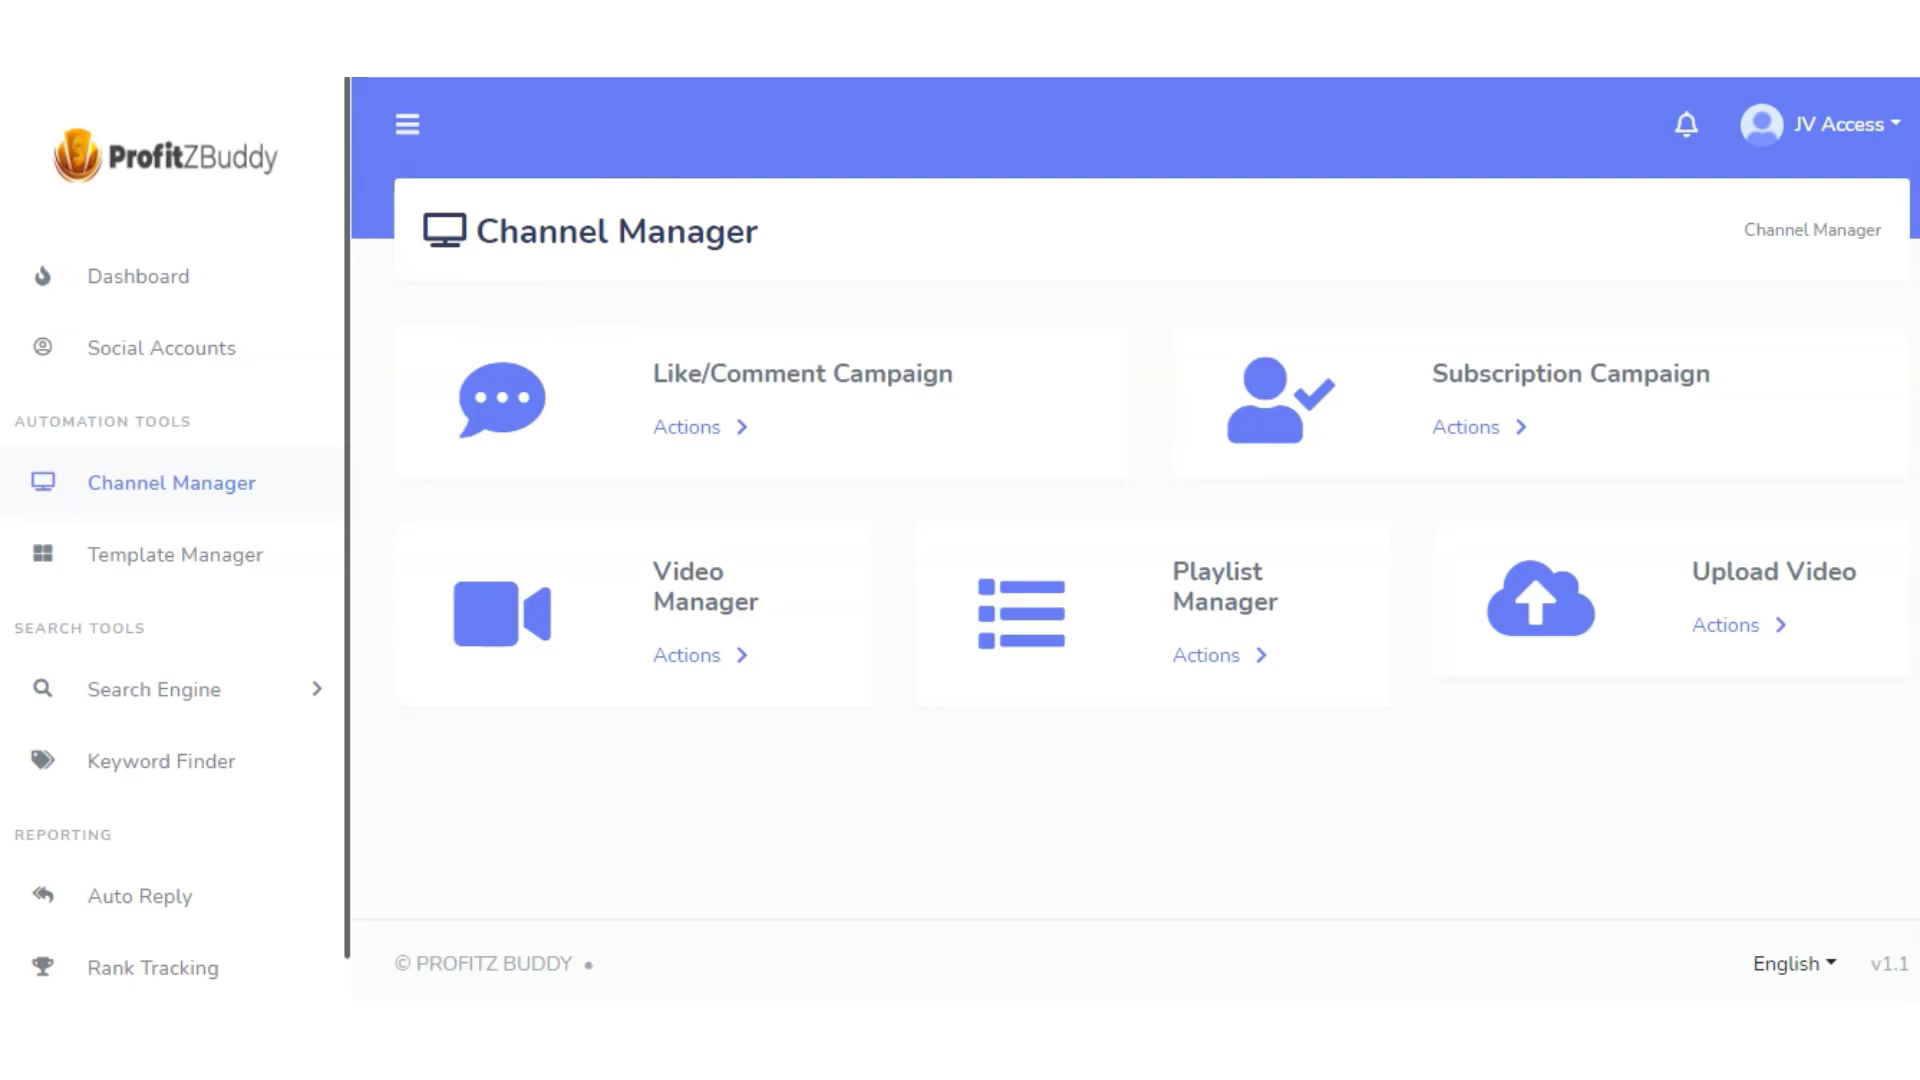 ProfitZBuddy
Dashboard
Social Accounts
AUTOMATION TOOLS
Channel Manager
Template Manager
SEARCH TOOLS
Search Engine
Keyword Finder
REPORTING
Auto Reply
Rank Tracking
JV Access
Channel Manager
Channel Manager
Like/Comment Campaign
Actions
Subscription Campaign
Actions
Video
Manager
Actions
Playlist
Manager
Actions
Upload Video
Actions
© PROFITZ BUDDY •
English
v1.1